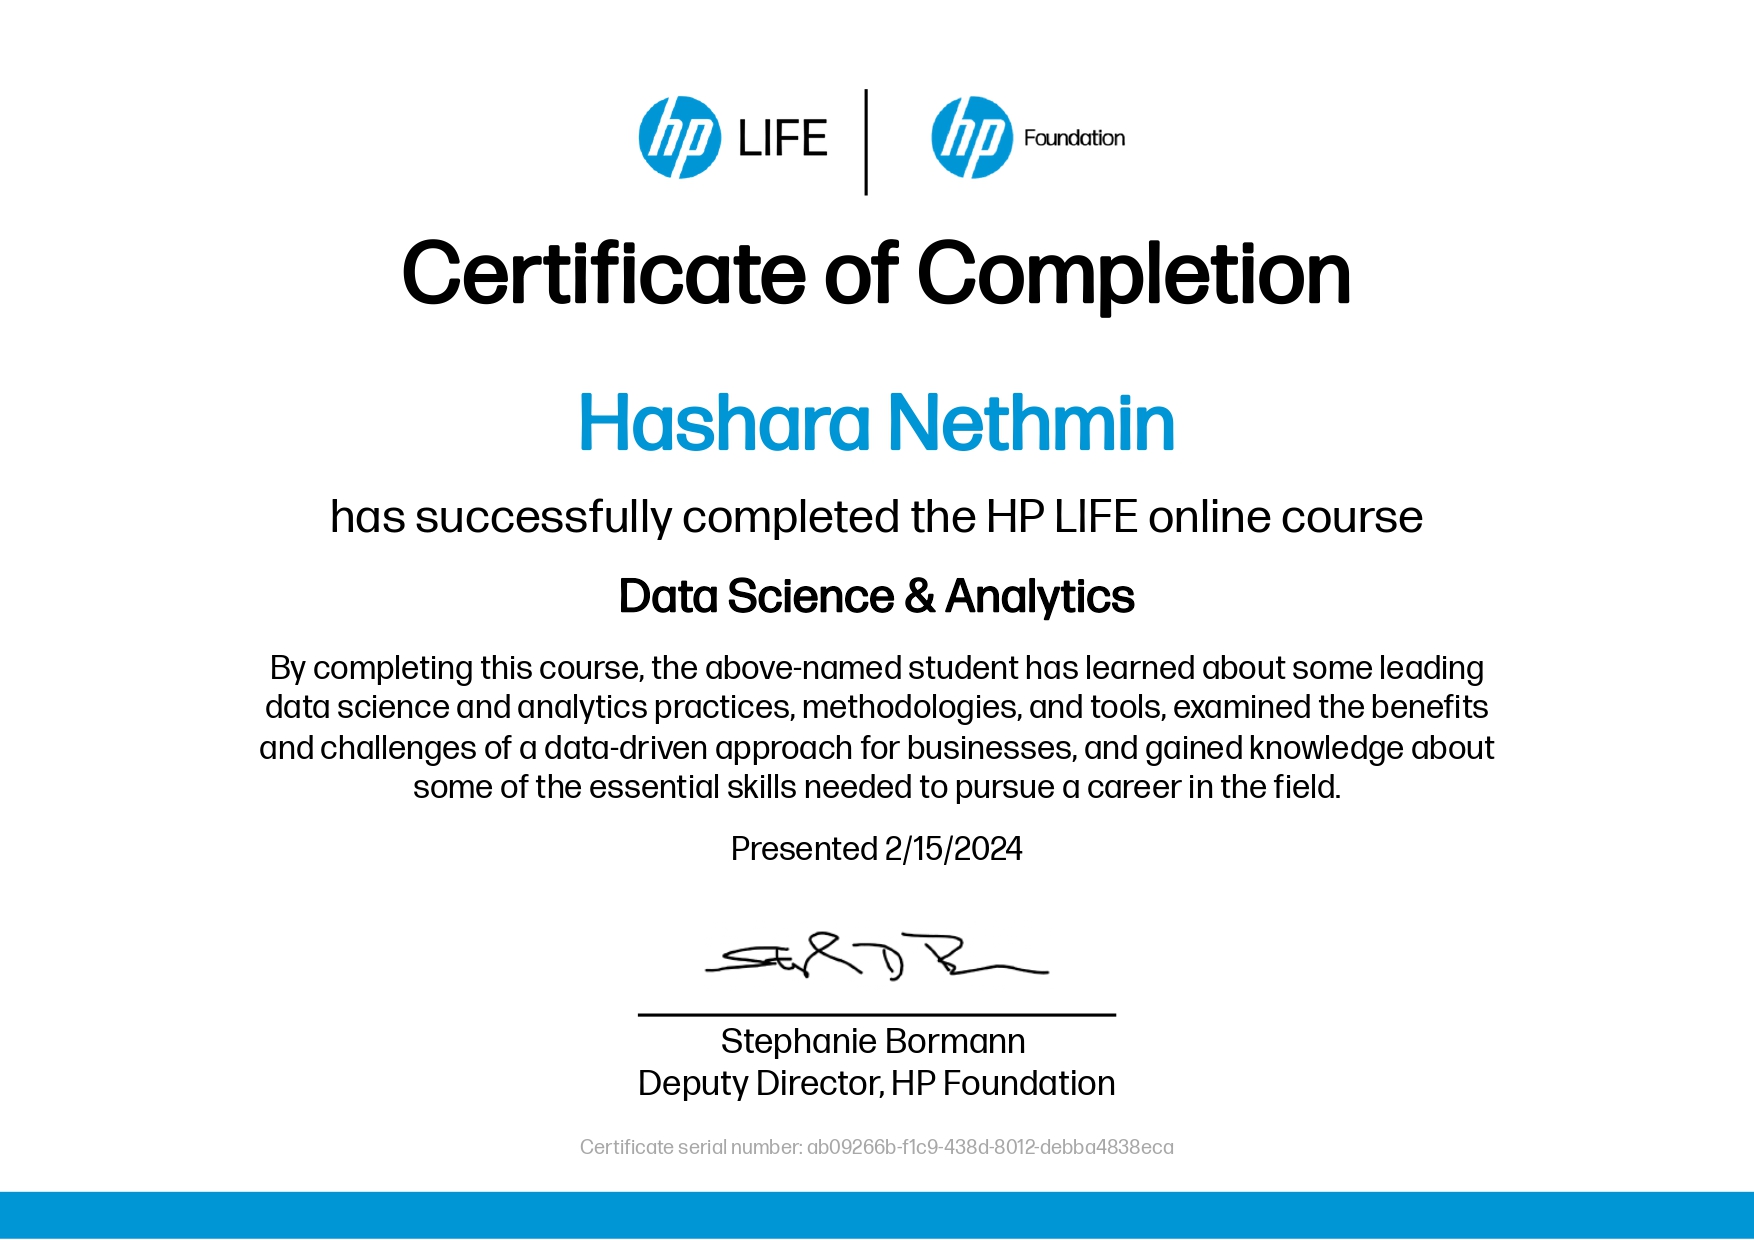 hp LIFE
hp Foundation
Certificate of Completion
Hashara Nethmin
has successfully completed the HP LIFE online course
Data Science & Analytics
By completing this course, the above-named student has learned about some leading
data science and analytics practices, methodologies, and tools, examined the benefits
and challenges of a data-driven approach for businesses, and gained knowledge about
some of the essential skills needed to pursue a career in the field.
Presented 2/15/2024
Stephanie Bormann
Deputy Director, HP Foundation
Certificate serial number: ab09266b-f1c9-438d-8012-debba4838eca